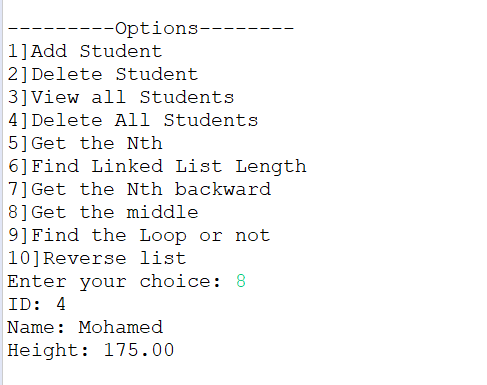 ---------Options--------
1]Add Student
2]Delete Student
3]View all Students
4]Delete All Students
5]Get the Nth
6]Find Linked List Length
7]Get the Nth backward
8]Get the middle
9]Find the Loop or not
10]Reverse list
Enter your choice: 8
ID: 4
Name: Mohamed
Height: 175.00